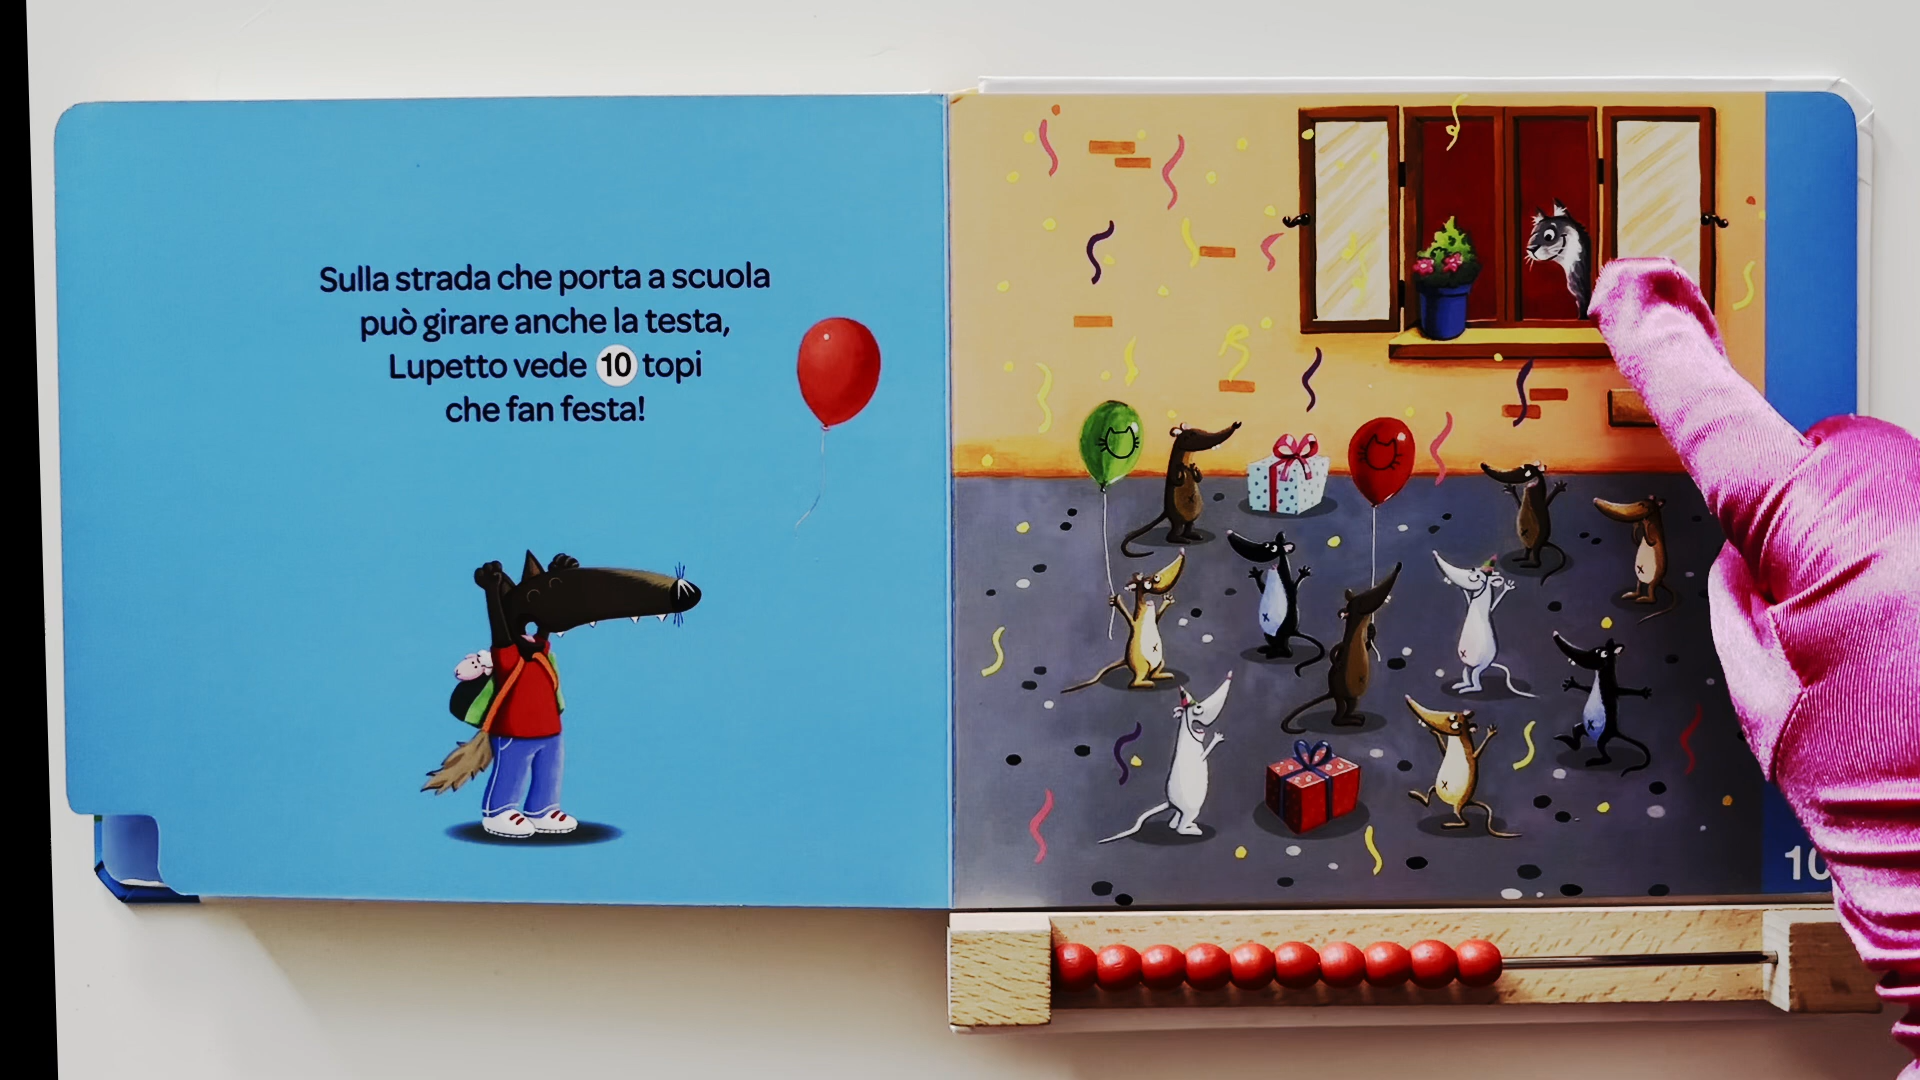 Sulla strada che porta a scuola
può girare anche la testa,
Lupetto vede 10 topi
che fan festa!
10